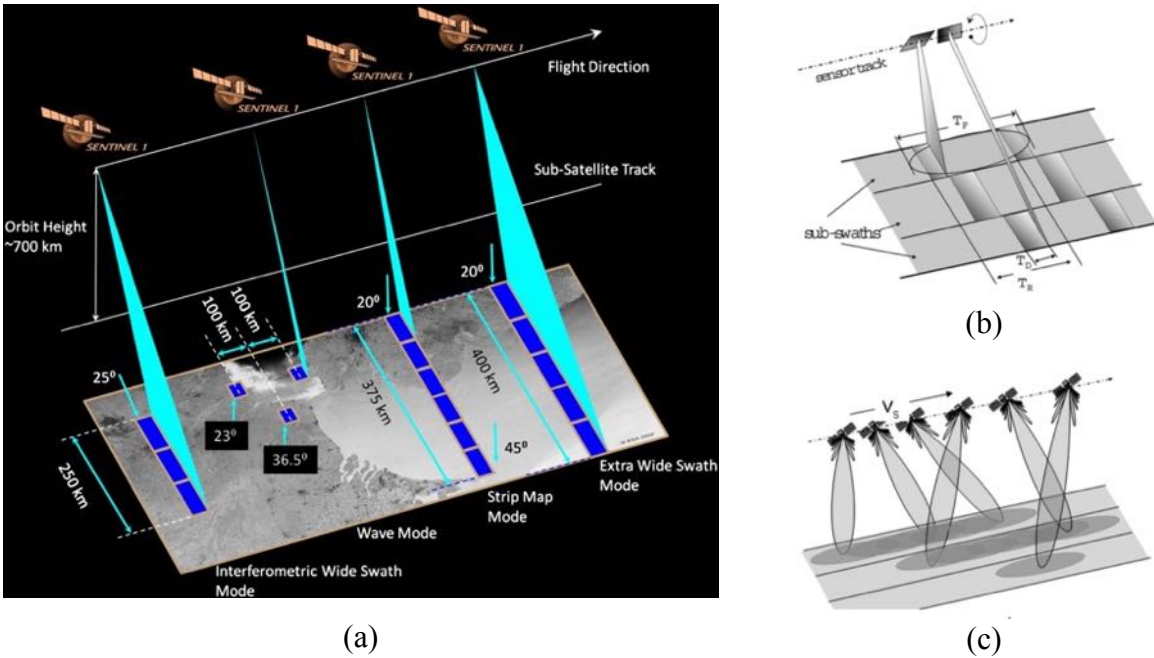 SENTINEL 1
SENTINEL 1
SENTINEL 1
SENTINEL 1
Flight Direction
Sub-Satellite Track
Orbit Height
~700 km
100 km
100 km
20⁰
20⁰
25⁰
23⁰
36.5⁰
250 km
375 km
400 km
45⁰
Extra Wide Swath
Mode
Strip Map
Mode
Wave Mode
Interferometric Wide Swath
Mode
(a)
sensor track
T_F
sub-swaths
T_D
T_R
(b)
V_S
(c)